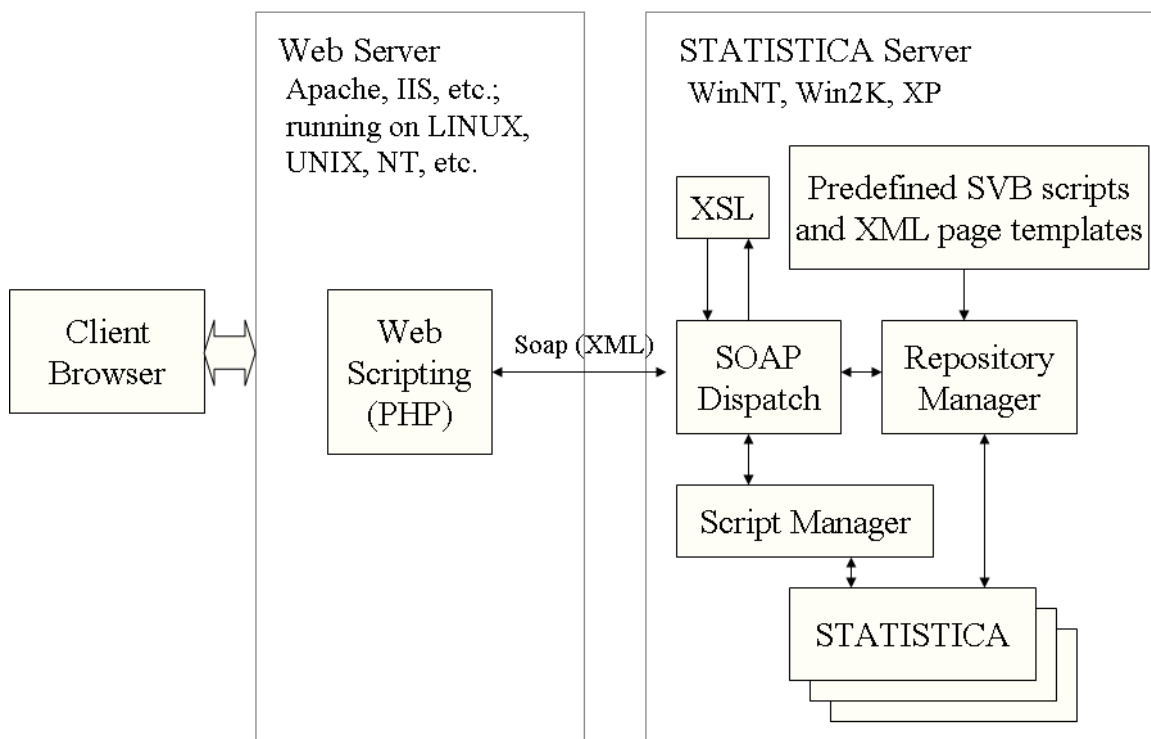 Web Server
Apache, IIS, etc.;
running on LINUX,
UNIX, NT, etc.
STATISTICA Server
WinNT, Win2K, XP
XSL
Predefined SVB scripts
and XML page templates
Client
Browser
Web
Scripting
(PHP)
Soap (XML)
SOAP
Dispatch
Repository
Manager
Script Manager
STATISTICA